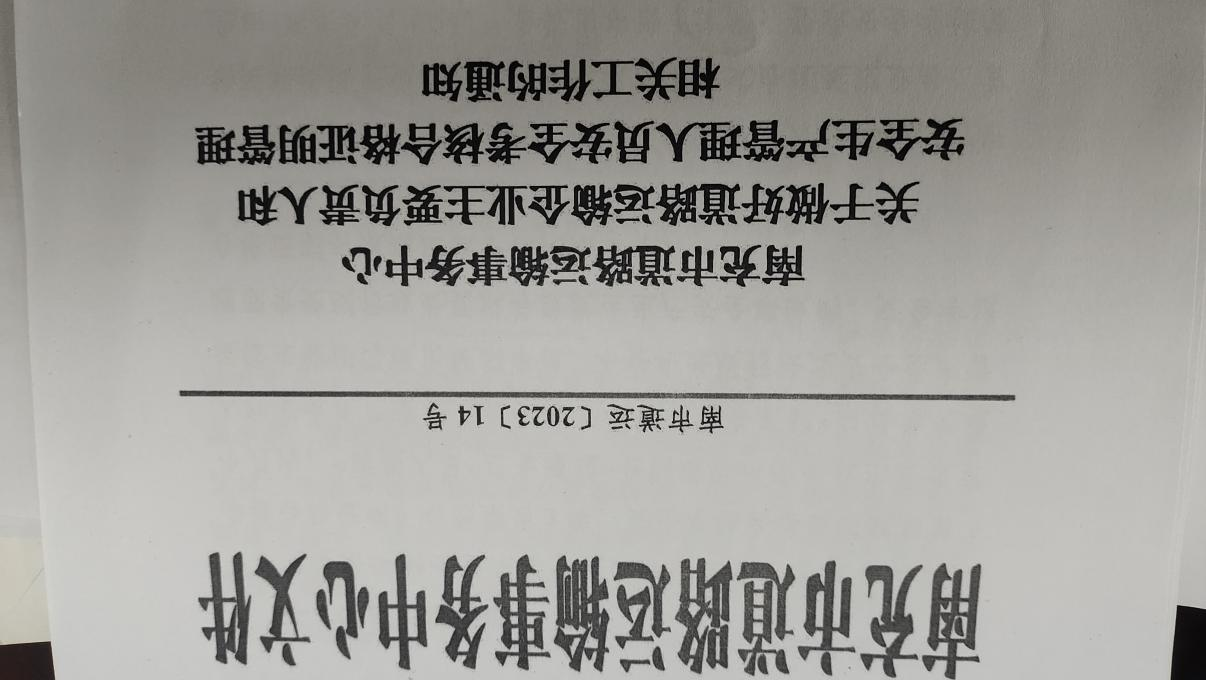 南充市道路运输事务中心文件
南市道运〔2023〕14号
南充市道路运输事务中心
关于做好道路运输企业主要负责人和
安全生产管理人员安全考核合格证明管理
相关工作的通知